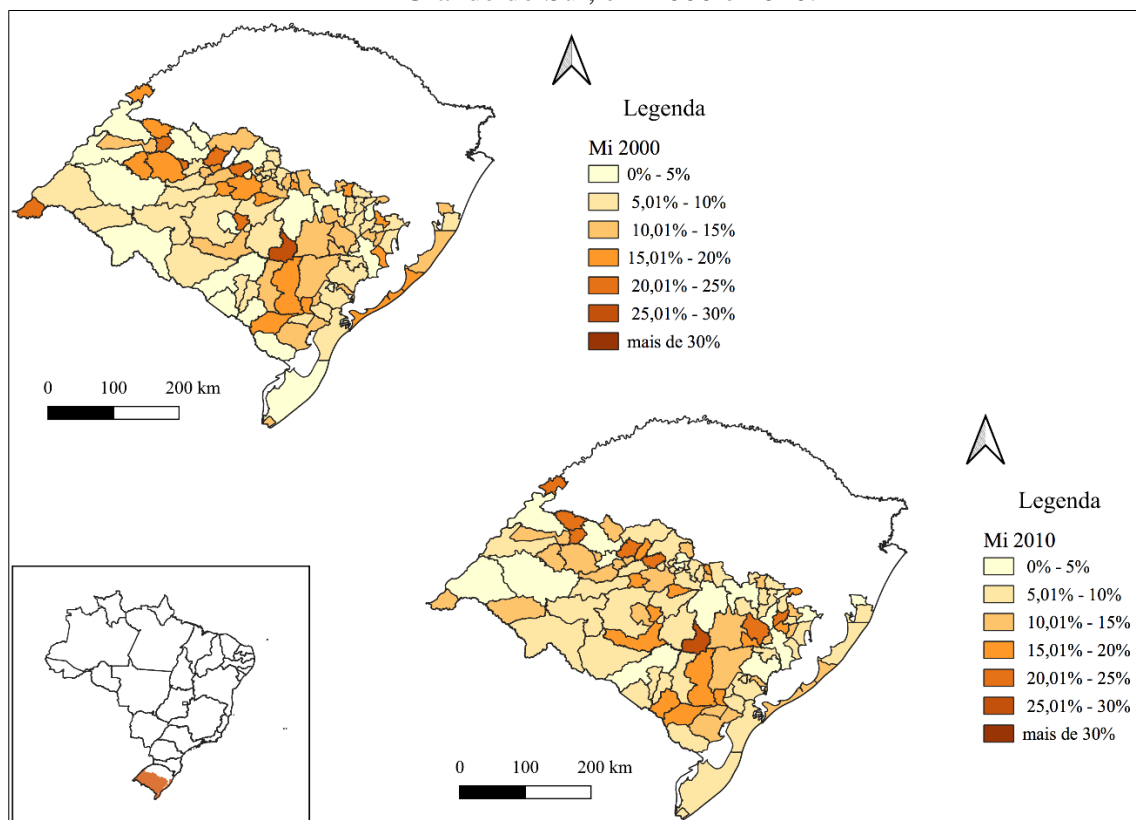 Legenda
Mi 2000
0% - 5%
5,01% - 10%
10,01% - 15%
15,01% - 20%
20,01% - 25%
25,01% - 30%
mais de 30%
0 100 200 km
Legenda
Mi 2010
0% - 5%
5,01% - 10%
10,01% - 15%
15,01% - 20%
20,01% - 25%
25,01% - 30%
mais de 30%
0 100 200 km